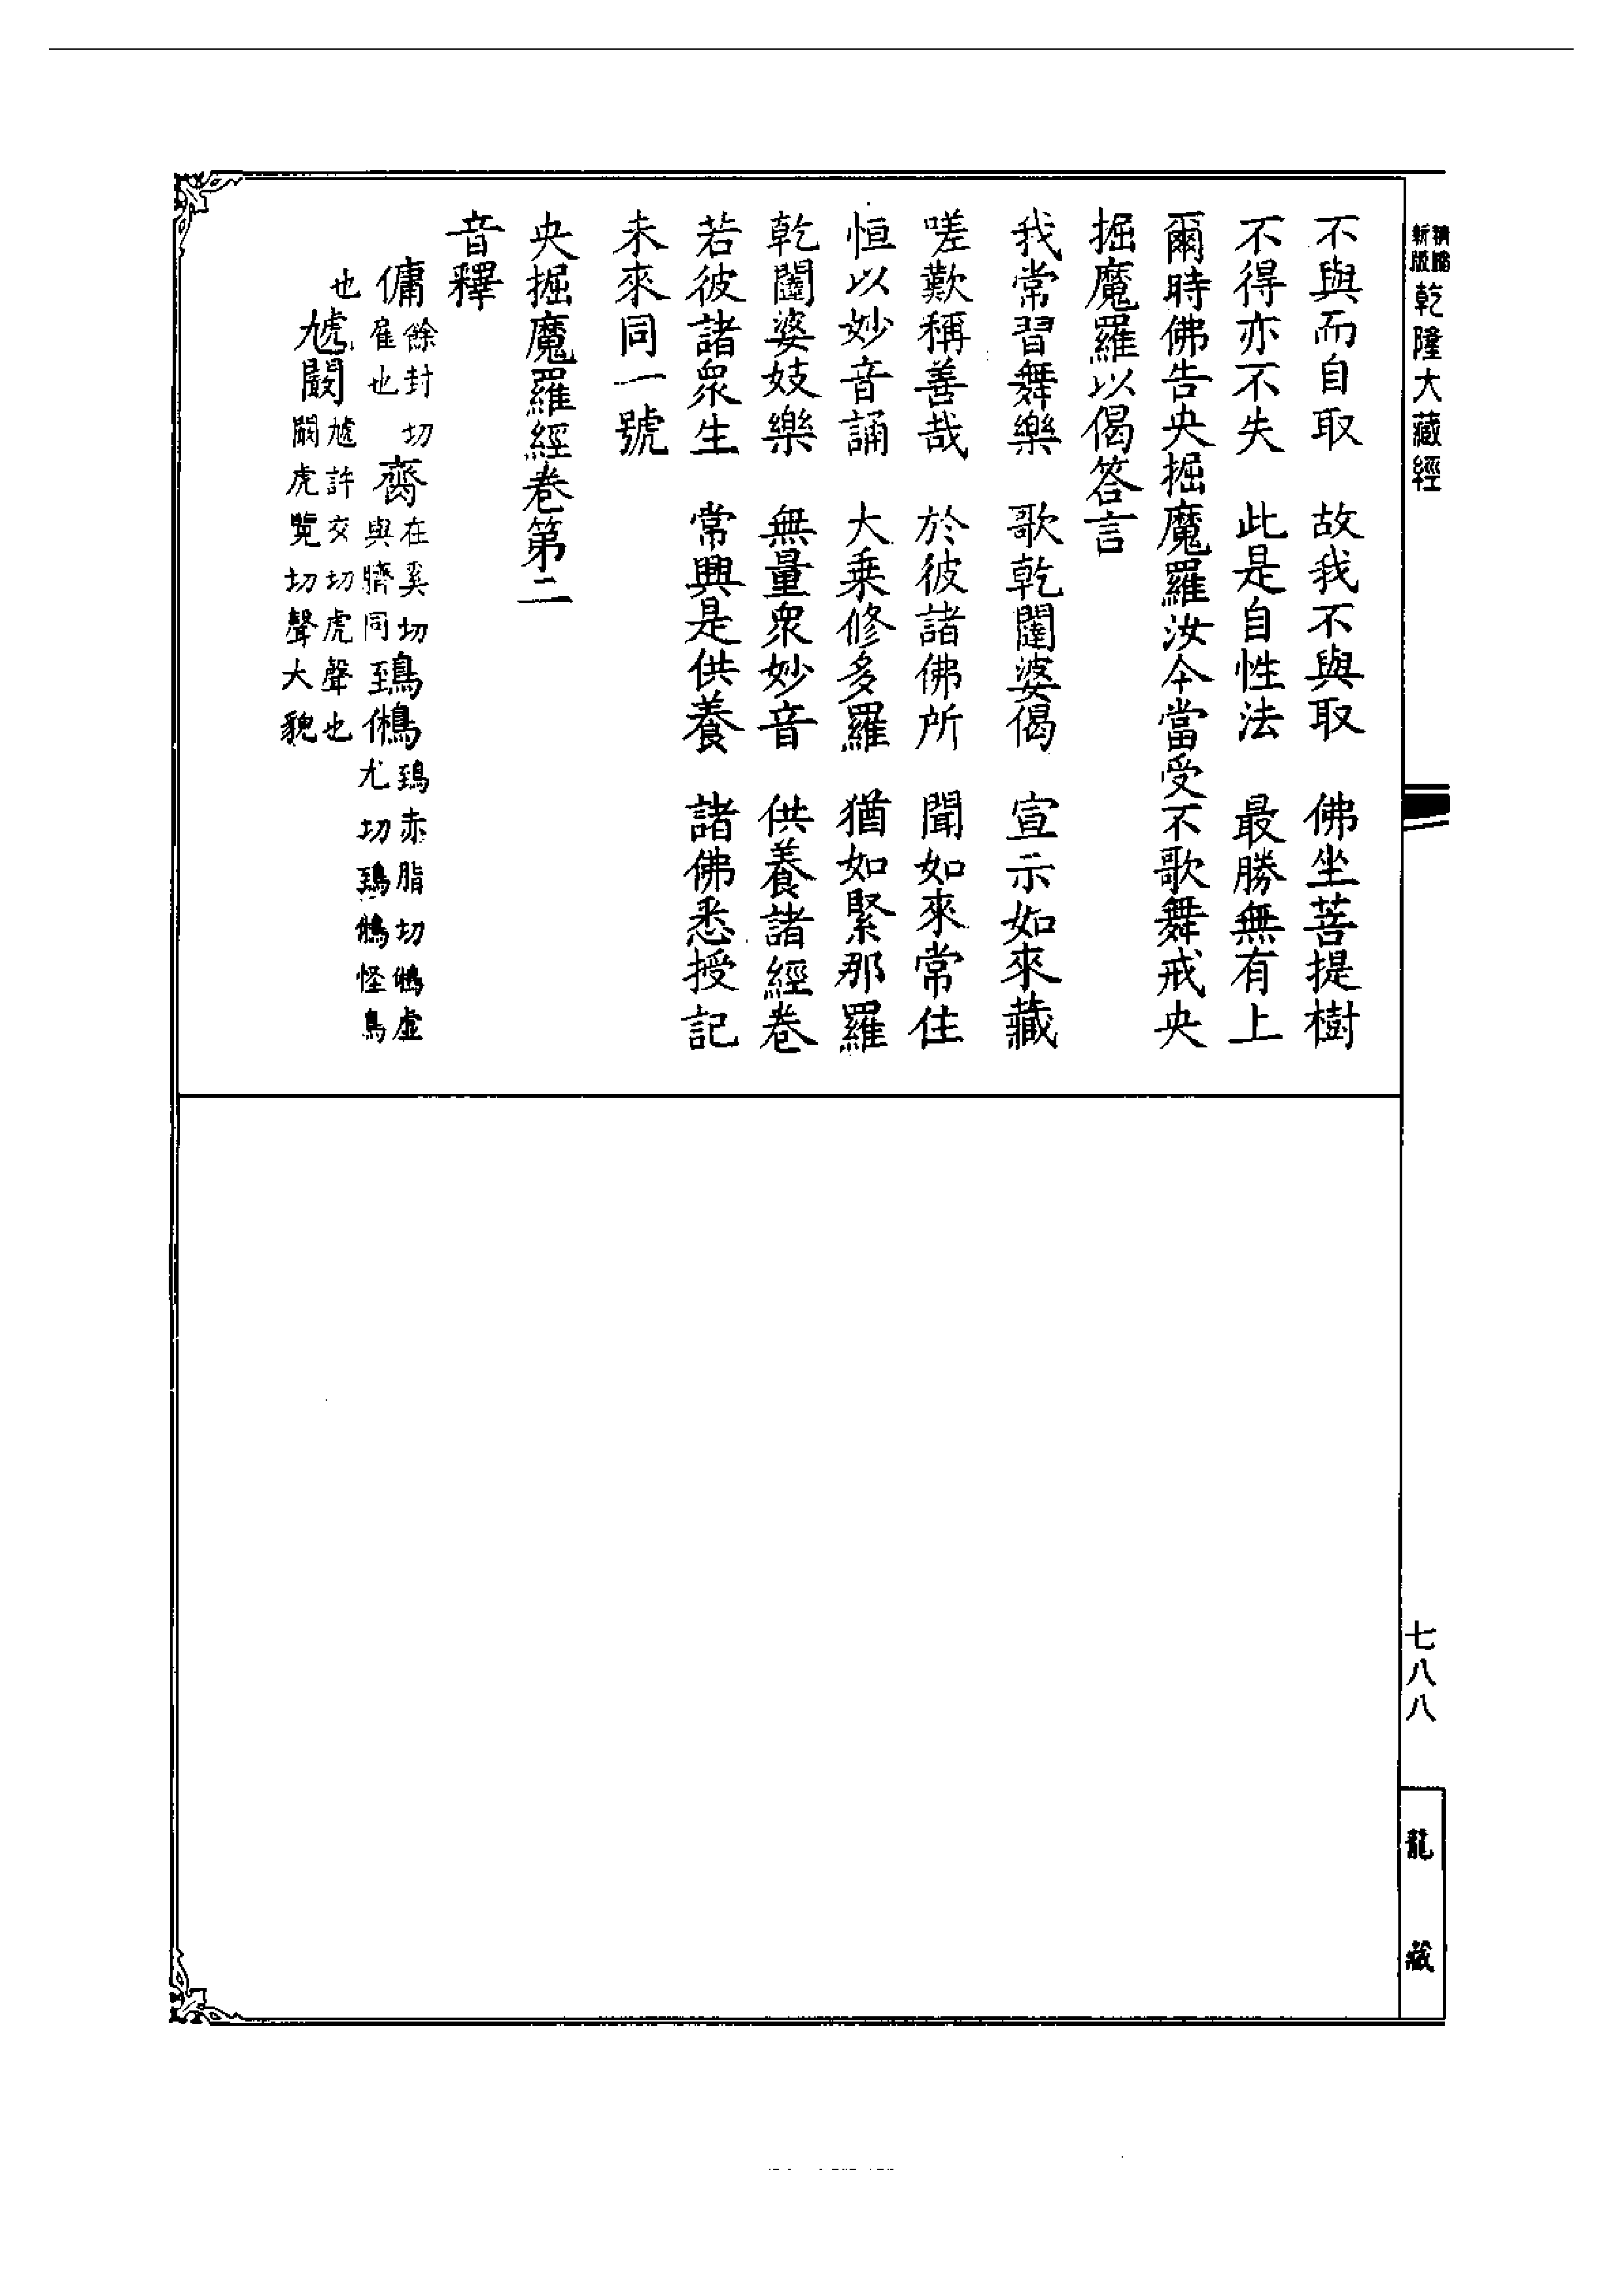 新版
精縮
乾隆大藏經
七八八
龍藏
不與而自取　故我不與取　佛坐菩提樹
不得亦不失　此是自性法　最勝無有上
爾時佛告央掘魔羅汝今當受不歌舞戒央
掘魔羅以偈答言
我常習舞樂　歌乾闥婆偈　宣示如來藏
嗟歎稱善哉　於彼諸佛所　聞如來常住
恒以妙音誦　大乘修多羅　猶如緊那羅
乾闥婆妓樂　無量眾妙音　供養諸經卷
若彼諸眾生　常興是供養　諸佛悉授記
未來同一號
央掘魔羅經卷第二
音釋
傭餘封切雇也　齎在奚切與臍同　鵄鵂鵄赤脂切鵂虛尤切鵄鵂怪鳥
也　虓闞虓許交切虎聲也闞虎覽切聲大貌